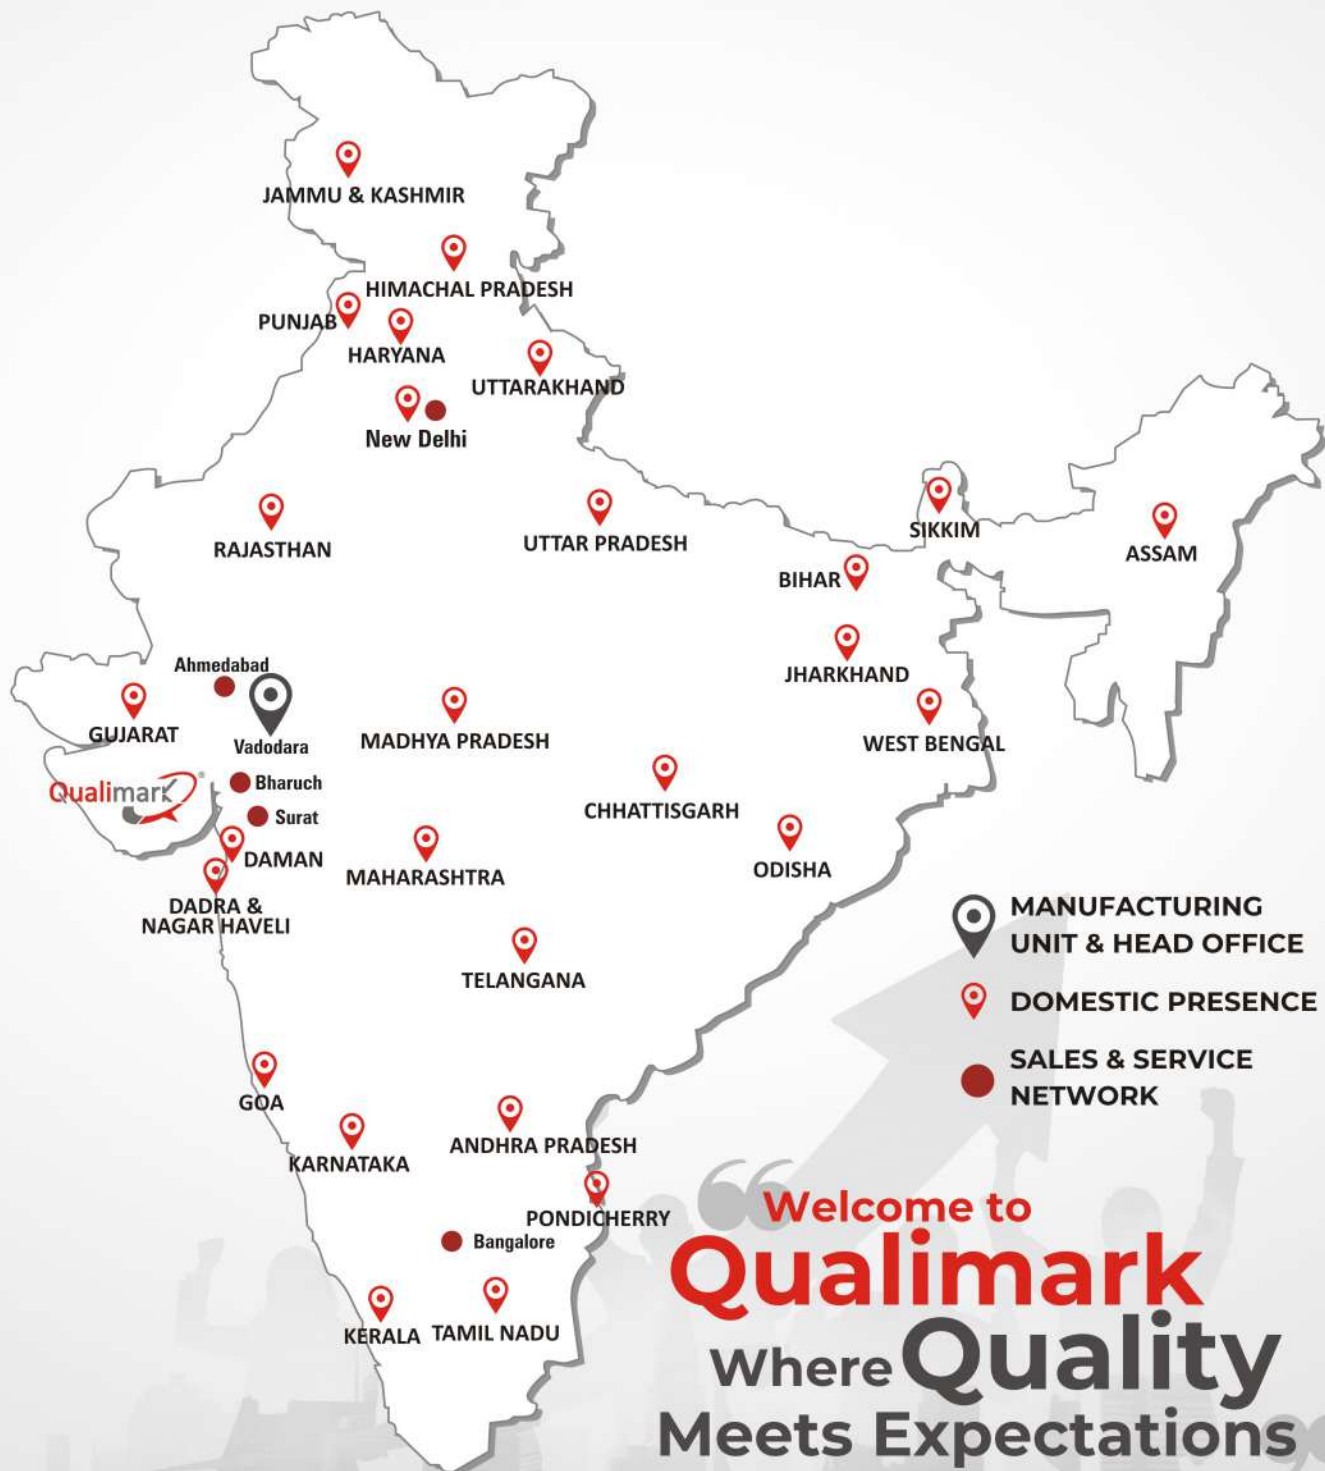 JAMMU & KASHMIR
HIMACHAL PRADESH
PUNJAB
HARYANA
UTTARAKHAND
New Delhi
SIKKIM
RAJASTHAN
UTTAR PRADESH
ASSAM
BIHAR
Ahmedabad
JHARKHAND
GUJARAT
Vadodara
MADHYA PRADESH
WEST BENGAL
Qualimark®
Bharuch
Surat
CHHATTISGARH
DAMAN
MAHARASHTRA
ODISHA
DADRA &
NAGAR HAVELI
TELANGANA
GOA
KARNATAKA
ANDHRA PRADESH
PONDICHERRY
Bangalore
KERALA
TAMIL NADU
MANUFACTURING
UNIT & HEAD OFFICE
DOMESTIC PRESENCE
SALES & SERVICE
NETWORK
“Welcome to
Qualimark
Where Quality
Meets Expectations”